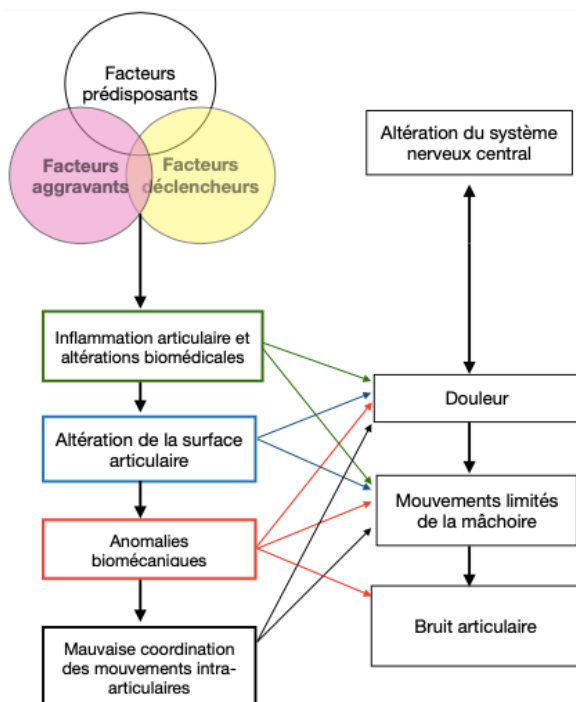 Facteurs
prédisposants
Facteurs
aggravants
Facteurs
déclencheurs
Altération du système
nerveux central
Inflammation articulaire et
altérations biomédicales
Douleur
Altération de la surface
articulaire
Mouvements limités
de la mâchoire
Anomalies
biomécaniques
Bruit articulaire
Mauvaise coordination
des mouvements intra-
articulaires